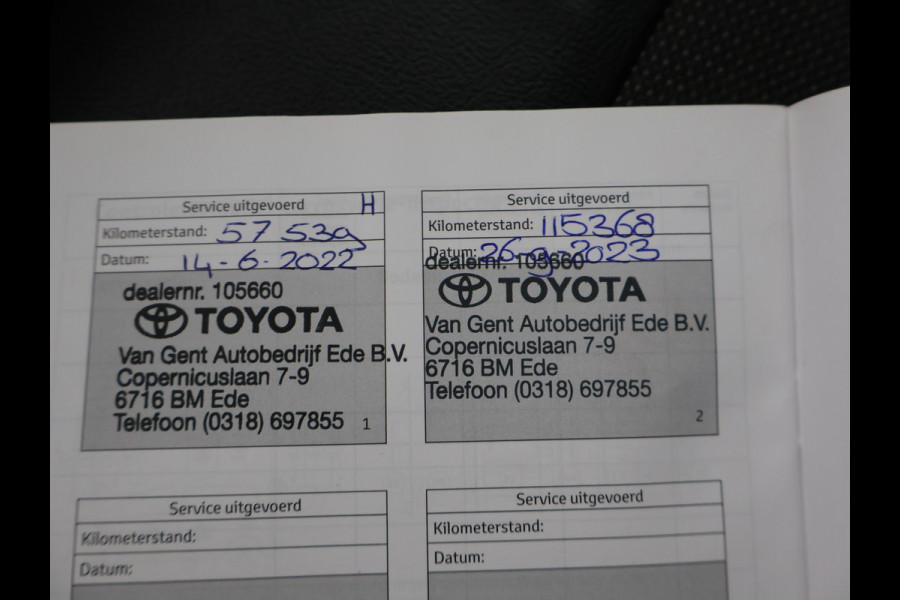 Service uitgevoerd H
Kilometerstand: 57 539
Datum: 14-6-2022
dealernr. 105660
TOYOTA
Van Gent Autobedrijf Ede B.V.
Copernicuslaan 7-9
6716 BM Ede
Telefoon (0318) 697855
1
Service uitgevoerd
Kilometerstand: 115368
Datum: 26-9-2023
dealernr. 105660
TOYOTA
Van Gent Autobedrijf Ede B.V.
Copernicuslaan 7-9
6716 BM Ede
Telefoon (0318) 697855
2
Service uitgevoerd
Kilometerstand:
Datum:
Service uitgevoerd
Kilometerstand:
Datum: